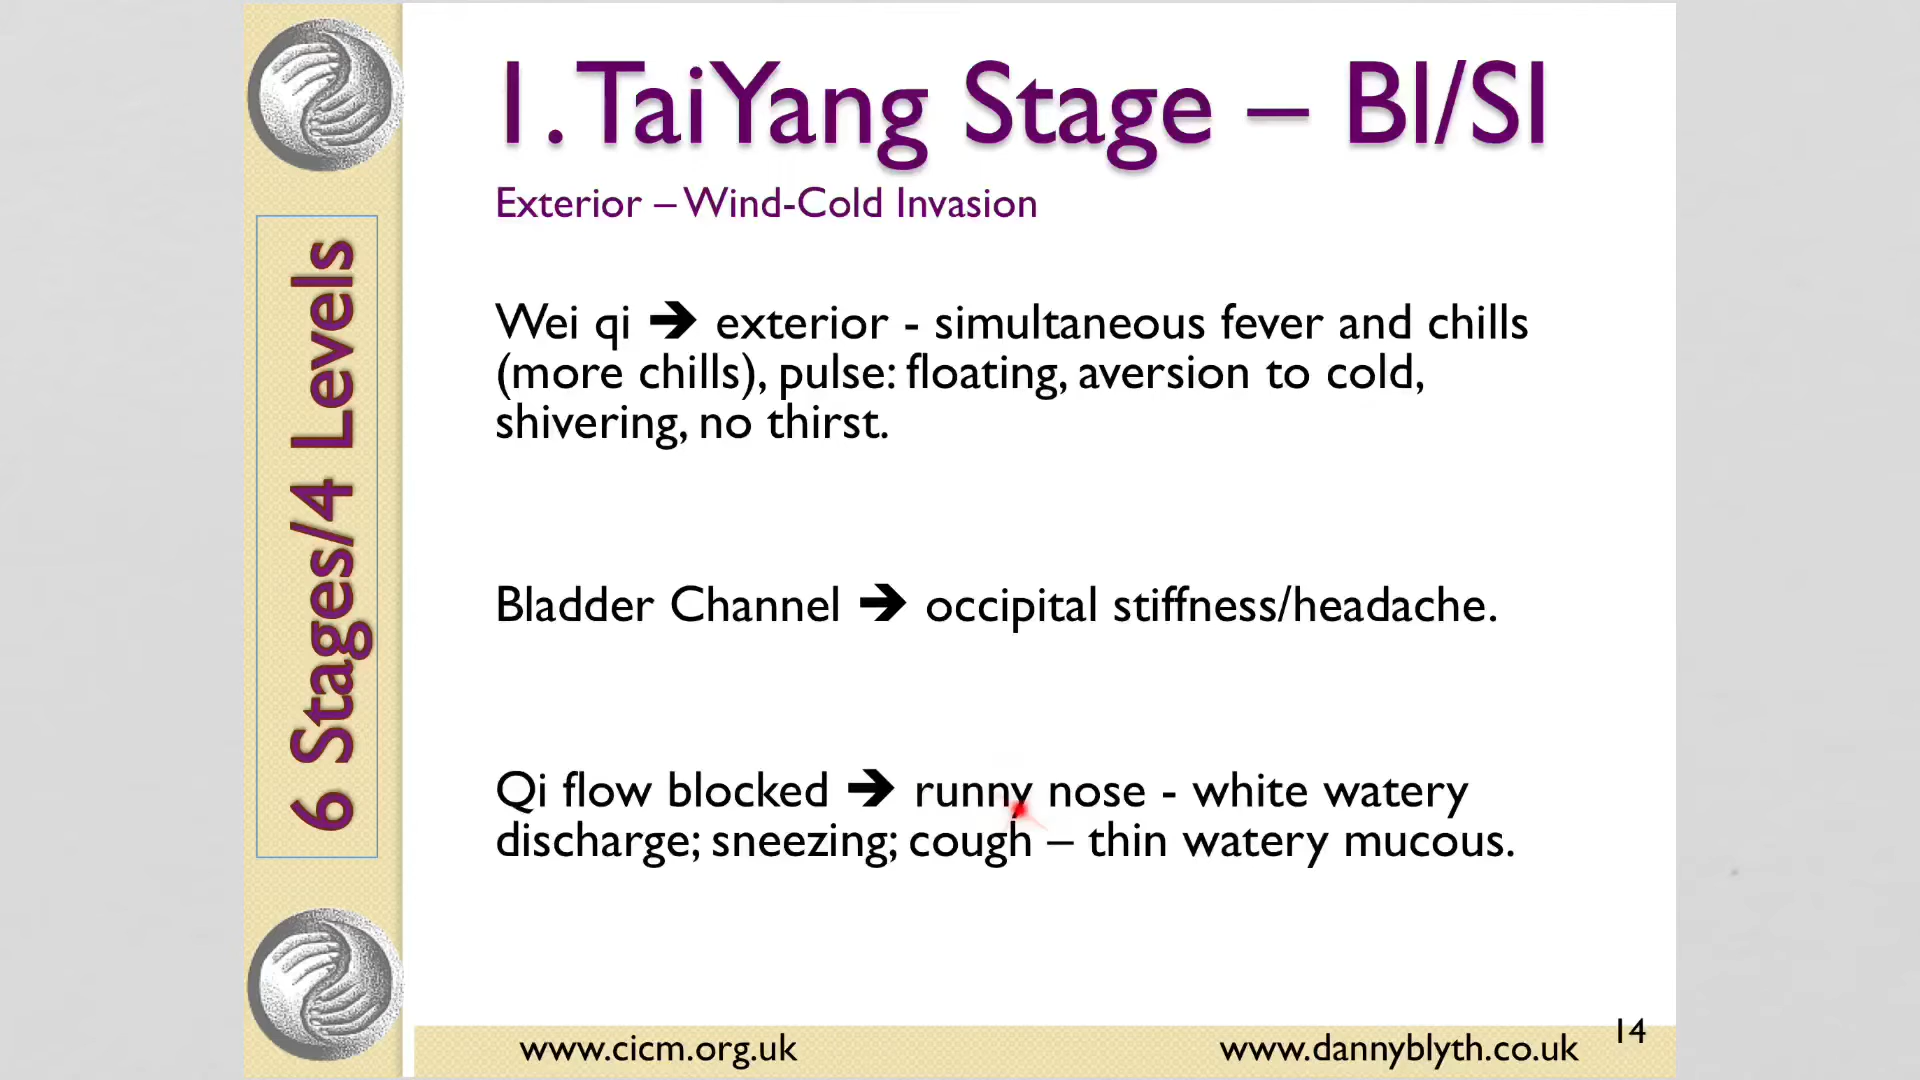 1. TaiYang Stage – Bl/SI
Exterior – Wind-Cold Invasion
6 Stages/4 Levels
Wei qi ➔ exterior - simultaneous fever and chills
(more chills), pulse: floating, aversion to cold,
shivering, no thirst.
Bladder Channel ➔ occipital stiffness/headache.
Qi flow blocked ➔ runny nose - white watery
discharge; sneezing; cough – thin watery mucous.
www.cicm.org.uk
www.dannyblyth.co.uk
14